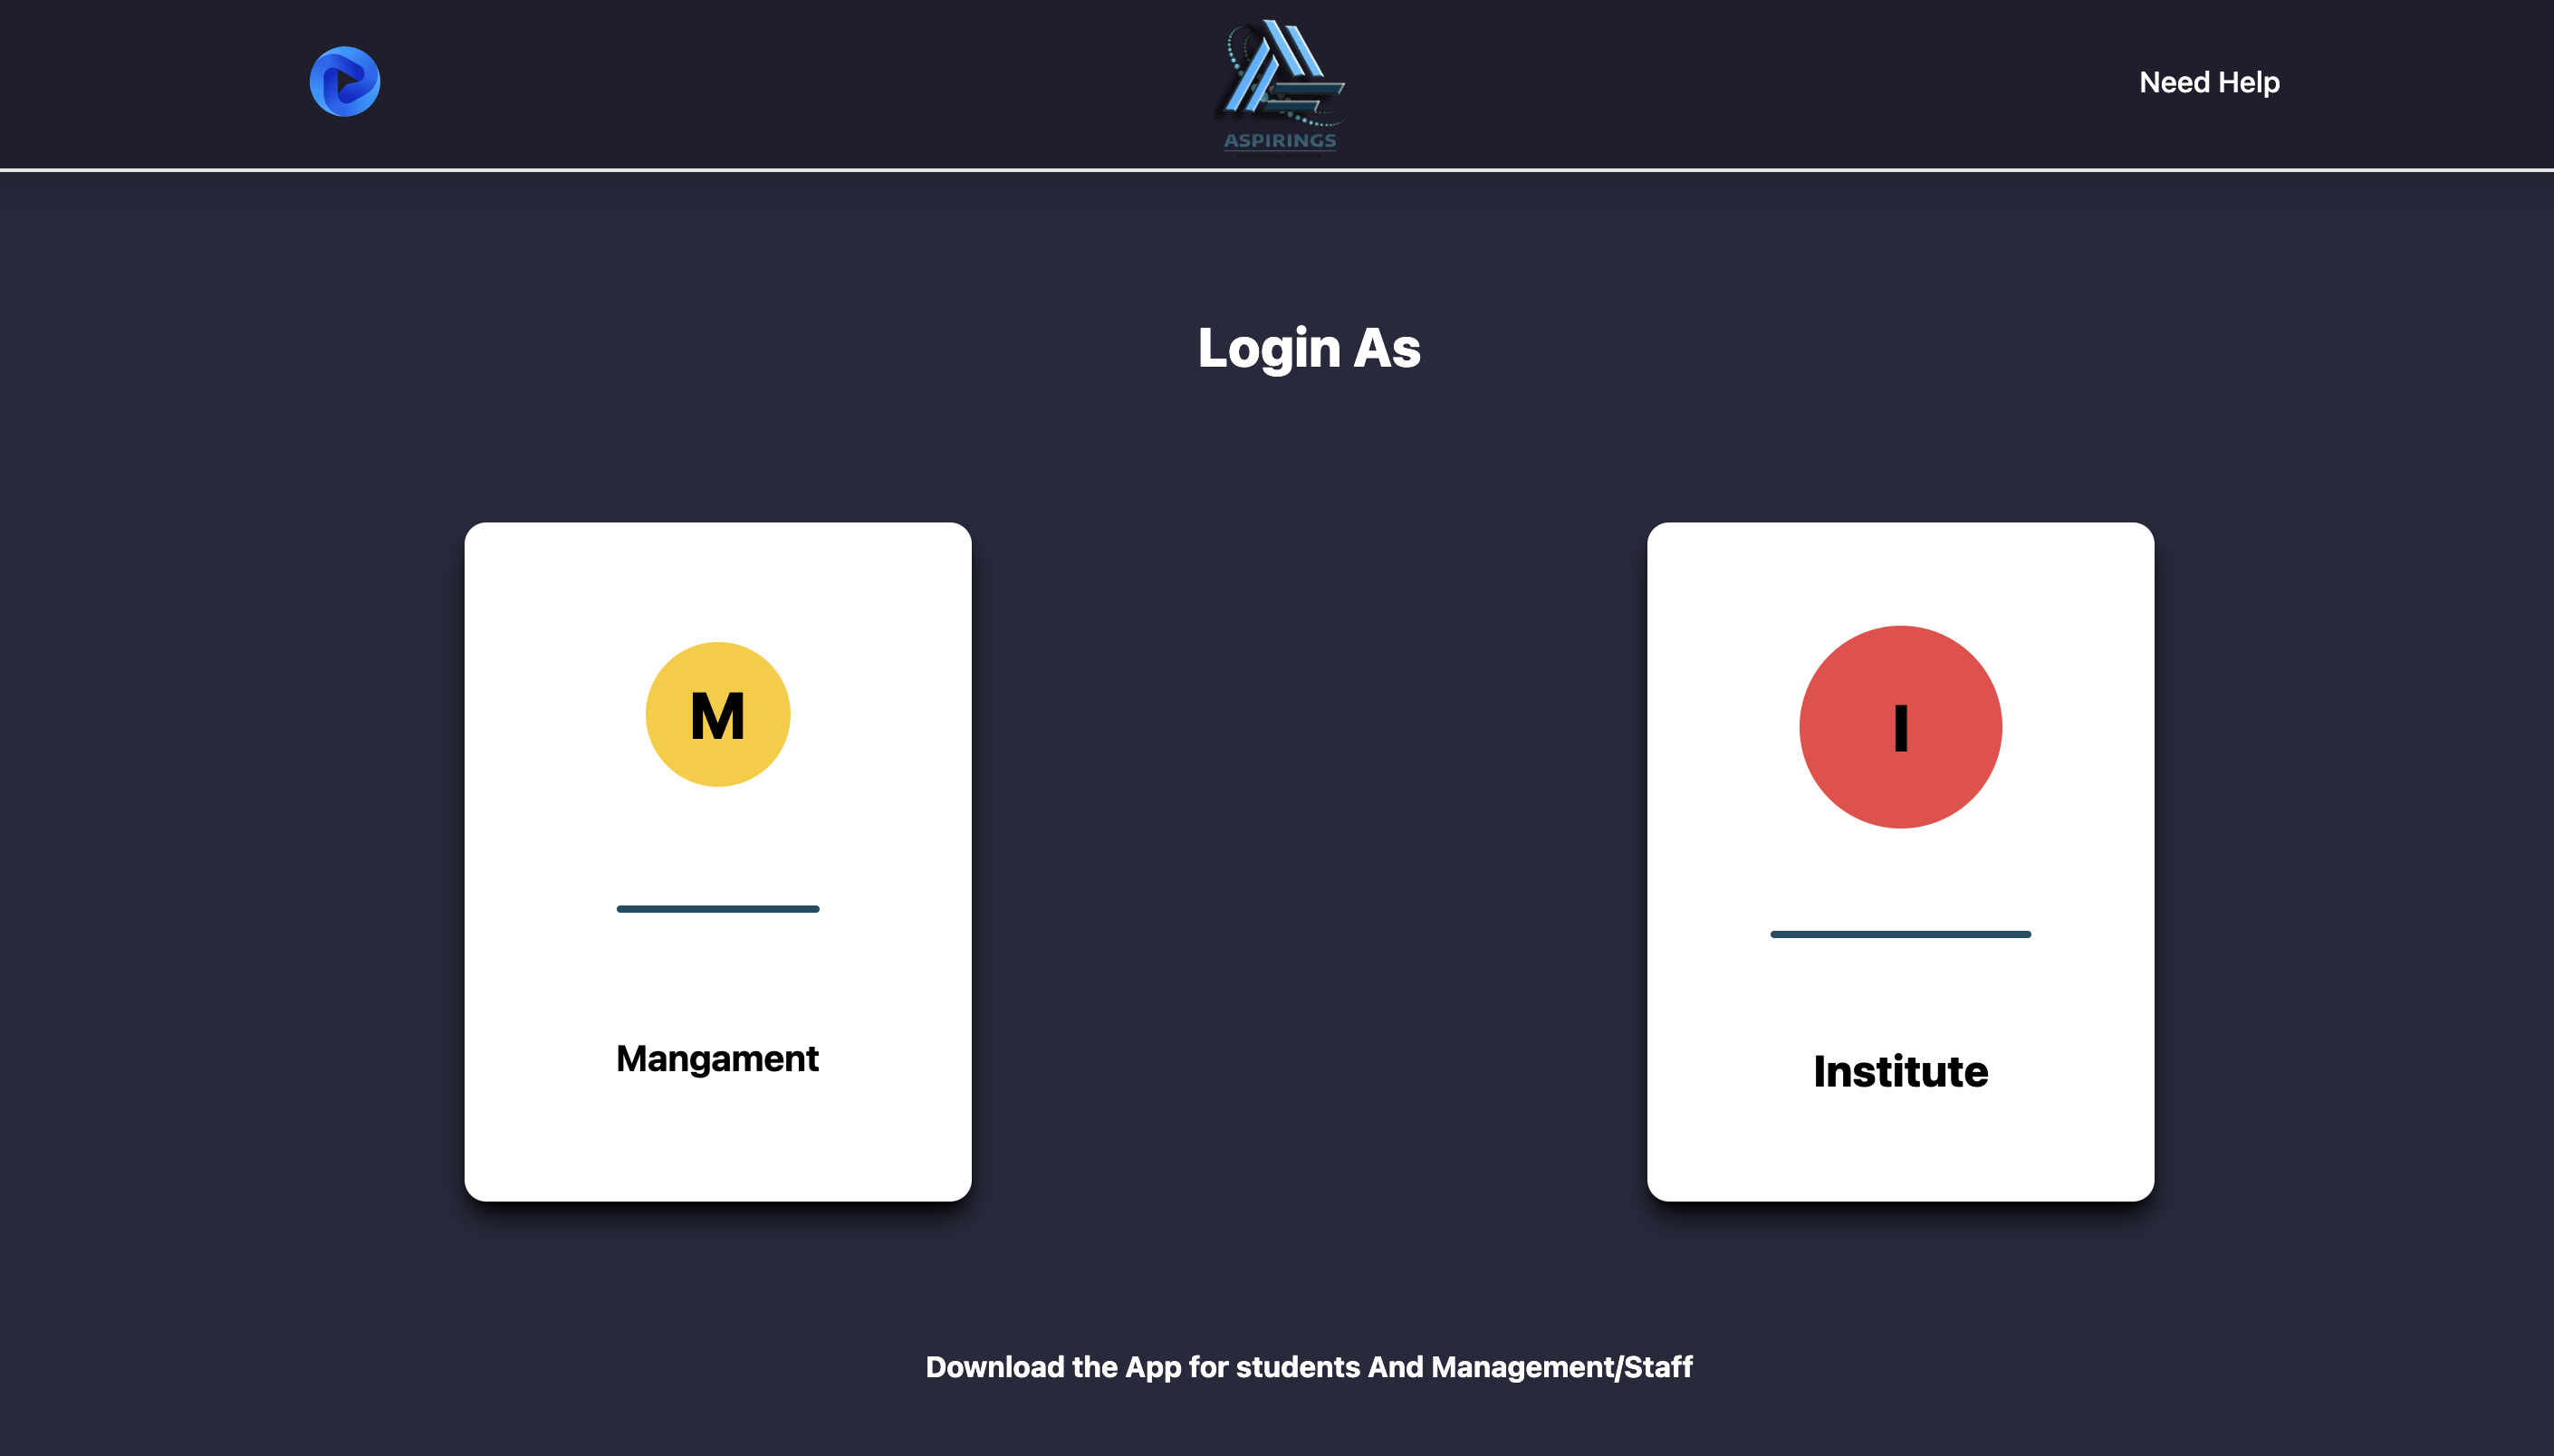 ASPIRINGS
Need Help
Login As
M
I
Mangament
Institute
Download the App for students And Management/Staff